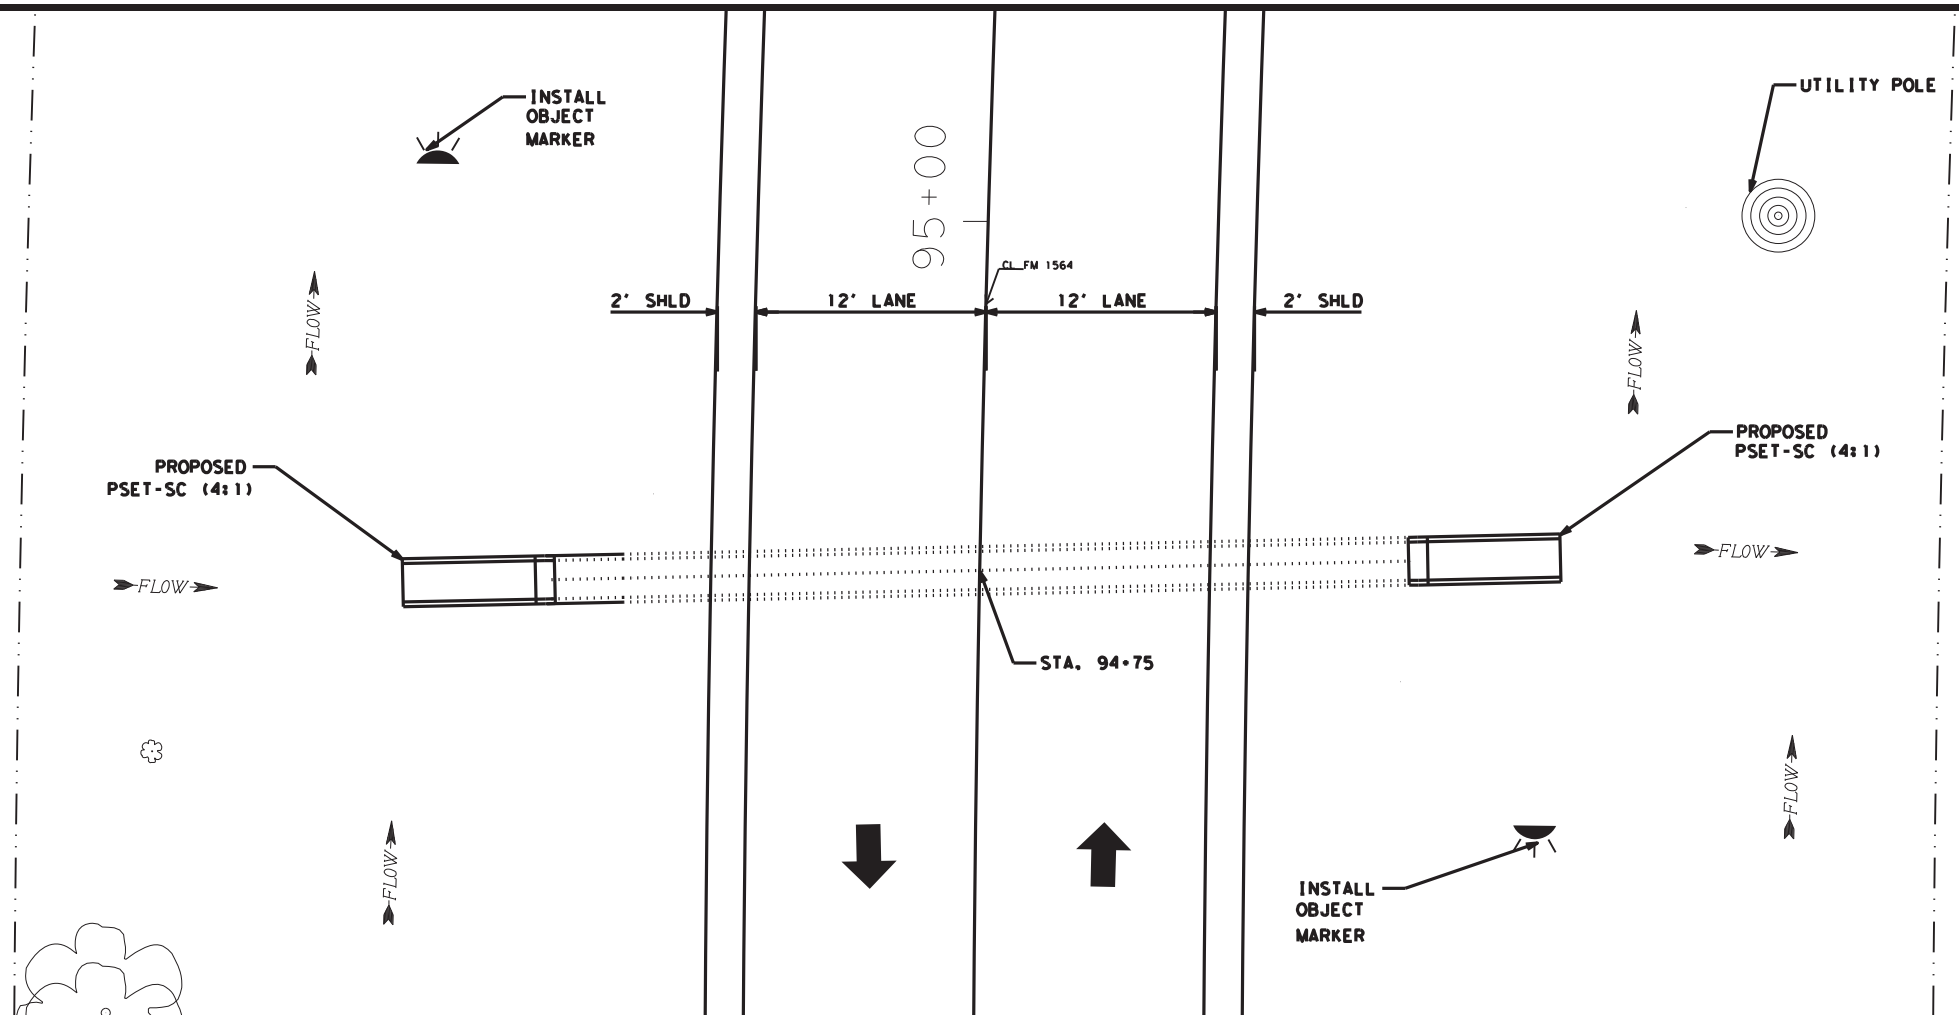 INSTALL
OBJECT
MARKER
UTILITY POLE
95+00
CL FM 1564
2' SHLD
12' LANE
12' LANE
2' SHLD
FLOW
FLOW
PROPOSED
PSET-SC (4:1)
PROPOSED
PSET-SC (4:1)
FLOW
FLOW
STA. 94+75
FLOW
FLOW
INSTALL
OBJECT
MARKER